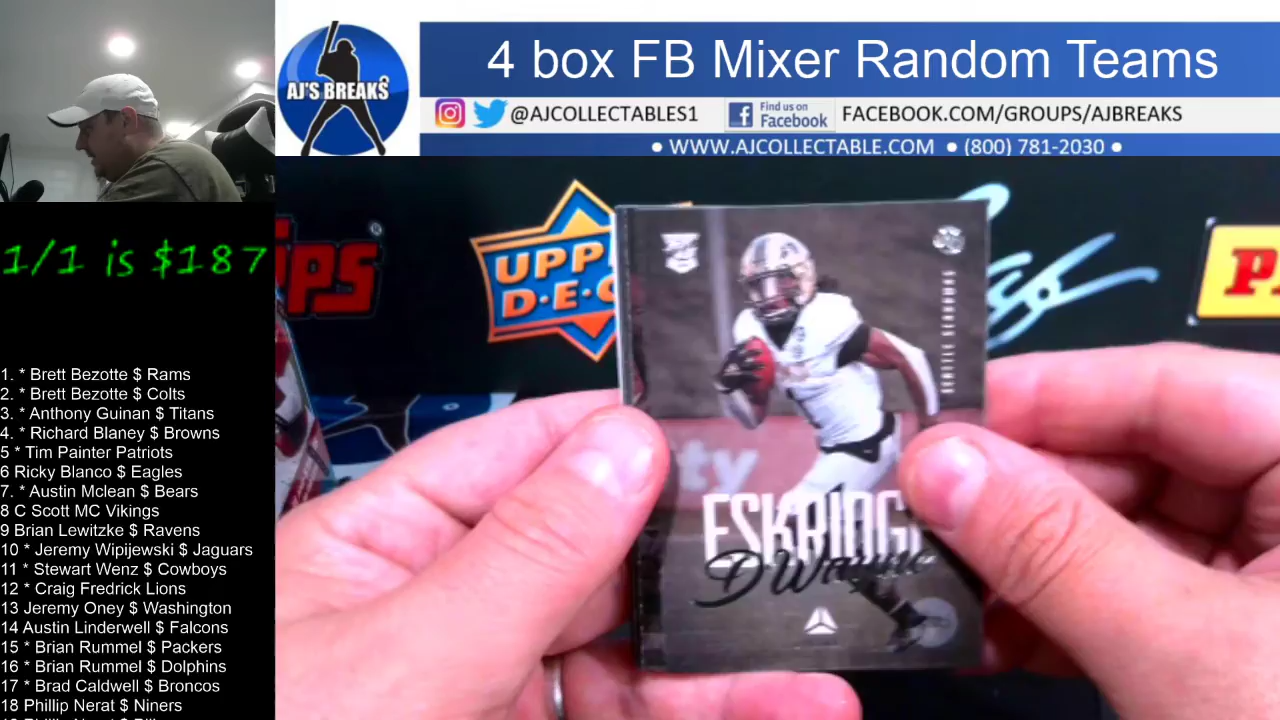 4 box FB Mixer Random Teams
AJ'S BREAKS
@AJCOLLECTABLES1
Find us on
Facebook
FACEBOOK.COM/GROUPS/AJBREAKS
• WWW.AJCOLLECTABLE.COM • (800) 781-2030 •
1/1 is $187
UPP
D·E·C
SEATTLE SEAHAWKS
ESKRIDGE
D'Wayne
1. * Brett Bezotte $ Rams
2. * Brett Bezotte $ Colts
3. * Anthony Guinan $ Titans
4. * Richard Blaney $ Browns
5 * Tim Painter Patriots
6 Ricky Blanco $ Eagles
7. * Austin Mclean $ Bears
8 C Scott MC Vikings
9 Brian Lewitzke $ Ravens
10 * Jeremy Wipijewski $ Jaguars
11 * Stewart Wenz $ Cowboys
12 * Craig Fredrick Lions
13 Jeremy Oney $ Washington
14 Austin Linderwell $ Falcons
15 * Brian Rummel $ Packers
16 * Brian Rummel $ Dolphins
17 * Brad Caldwell $ Broncos
18 Phillip Nerat $ Niners